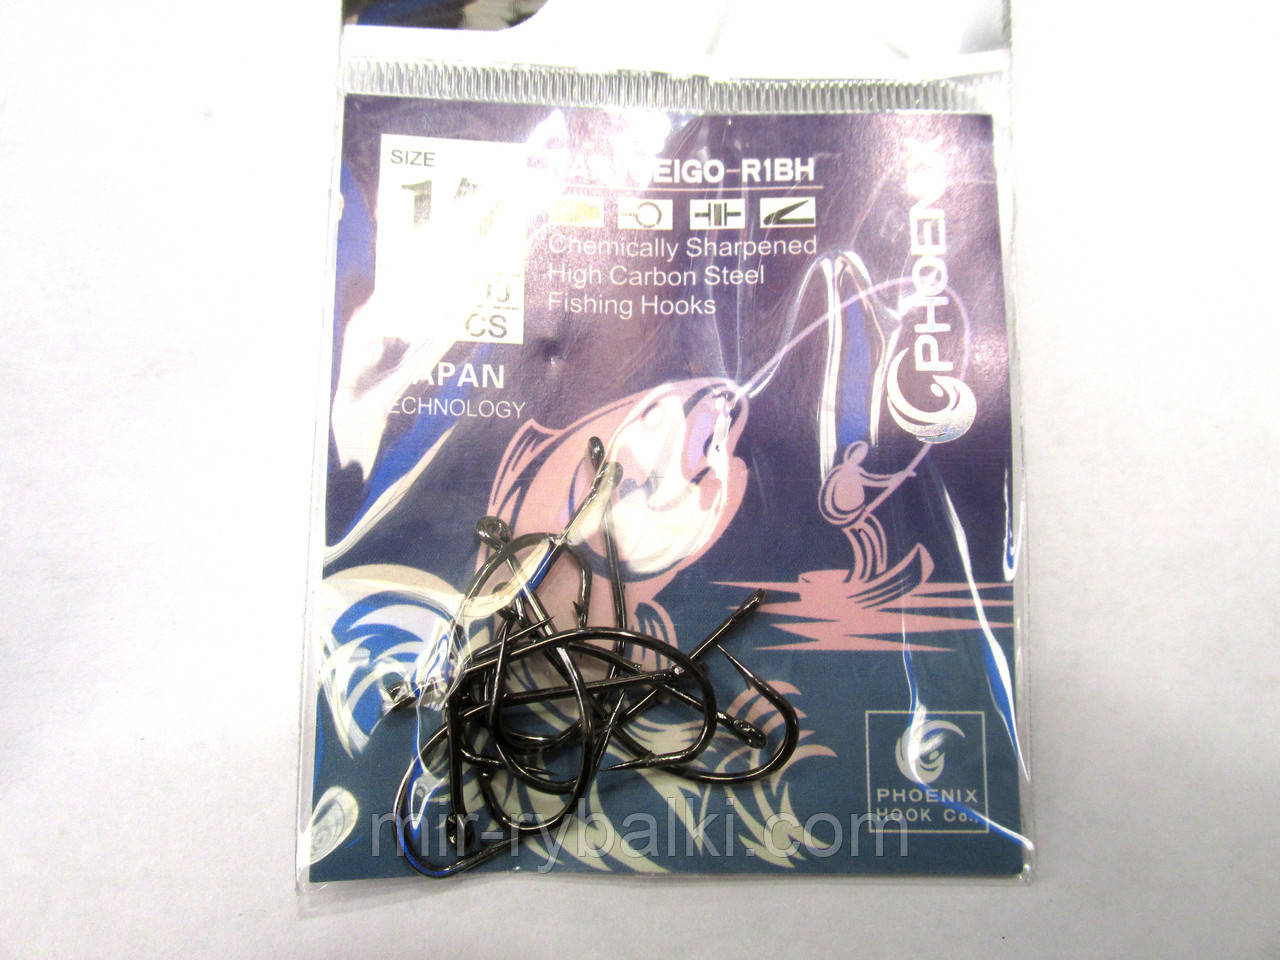 SIZE
EIGO-R1BH
Chemically Sharpened
High Carbon Steel
Fishing Hooks
CS
APAN
ECHNOLOGY
PHOENIX
PHOENIX
HOOK Co.,
mir-rybalki.com